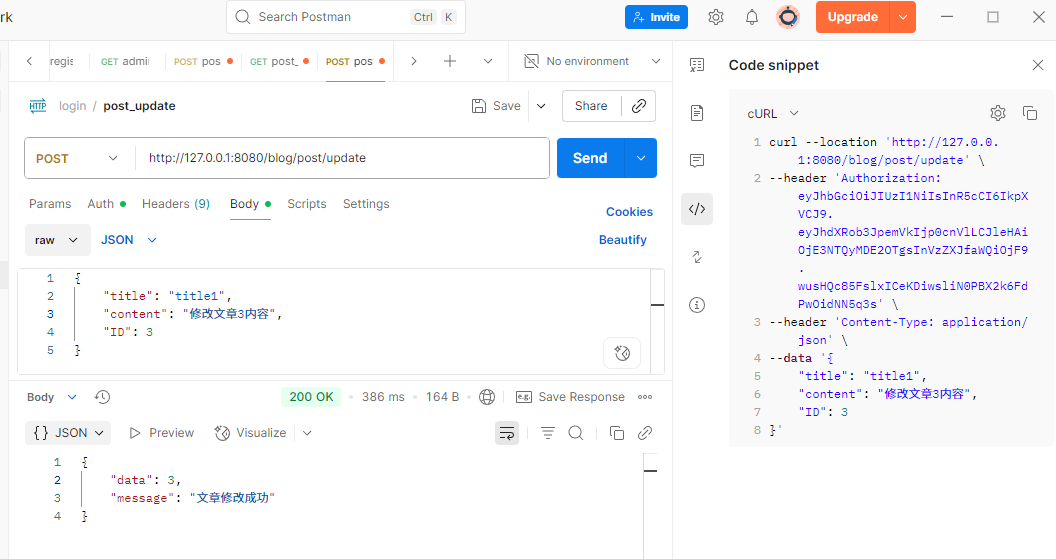 rk
Search Postman Ctrl K
Invite
Upgrade
regis GET admi POST pos GET post_ POST pos
No environment
login / post_update
Save
Share
POST http://127.0.0.1:8080/blog/post/update
Send
Params Auth Headers (9) Body Scripts Settings
Cookies
raw JSON
Beautify
1 {
2 "title": "title1",
3 "content": "修改文章3内容",
4 "ID": 3
5 }
Body 200 OK 386 ms 164 B Save Response
{} JSON Preview Visualize
1 {
2 "data": 3,
3 "message": "文章修改成功"
4 }
Code snippet
cURL
1 curl --location 'http://127.0.0.
1:8080/blog/post/update' \
2 --header 'Authorization:
eyJhbGciOiJIUzI1NiIsInR5cCI6IkpX
VCJ9.
eyJhdXRob3JpemVkIjp0cnVlLCJleHAi
OjE3NTQyMDE2OTgsInVzZXJfaWQiOjF9
.
wusHQc85FslxICeKDiwsliN0PBX2k6Fd
PwOidNN5q3s' \
3 --header 'Content-Type: application/
json' \
4 --data '{
5 "title": "title1",
6 "content": "修改文章3内容",
7 "ID": 3
8 }'